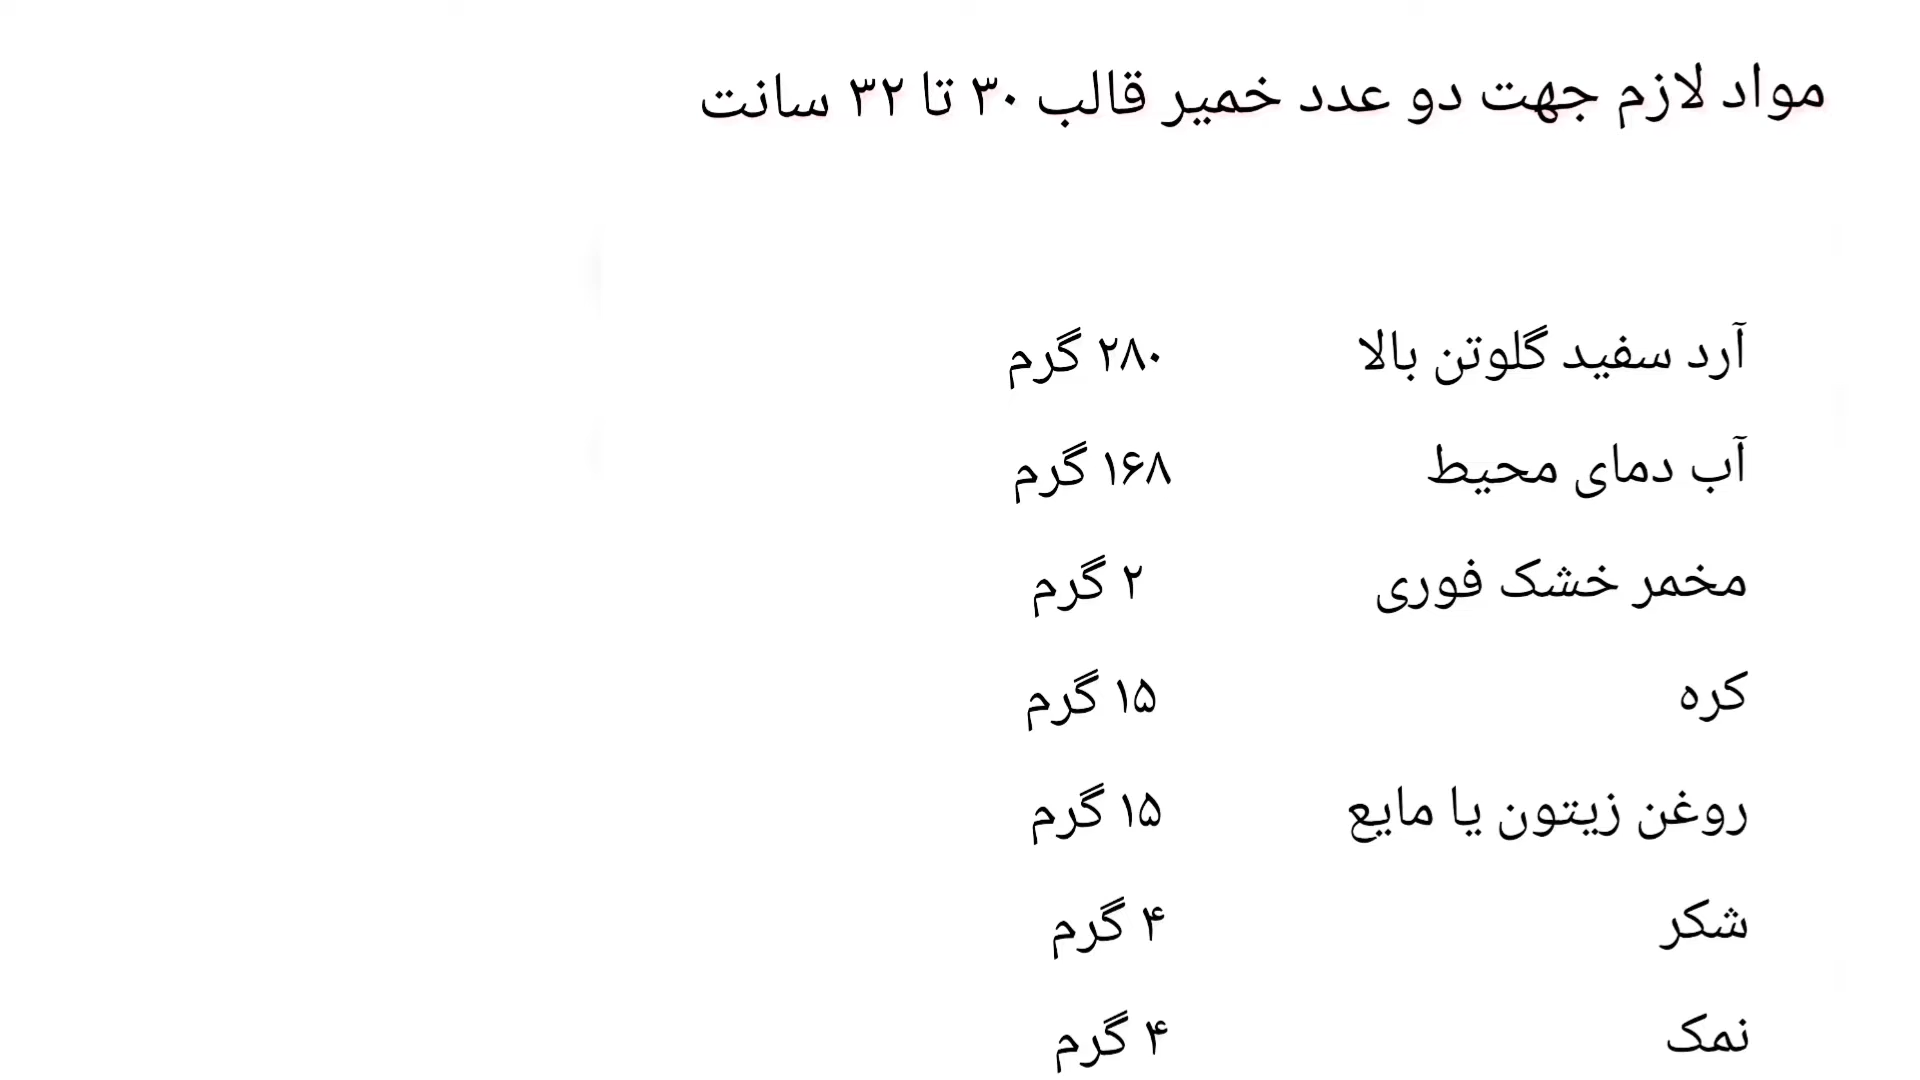 مواد لازم جهت دو عدد خمیر قالب ۳۰ تا ۳۲ سانت
آرد سفید گلوتن بالا ۲۸۰ گرم
آب دمای محیط ۱۶۸ گرم
مخمر خشک فوری ۲ گرم
کره ۱۵ گرم
روغن زیتون یا مایع ۱۵ گرم
شکر ۴ گرم
نمک ۴ گرم